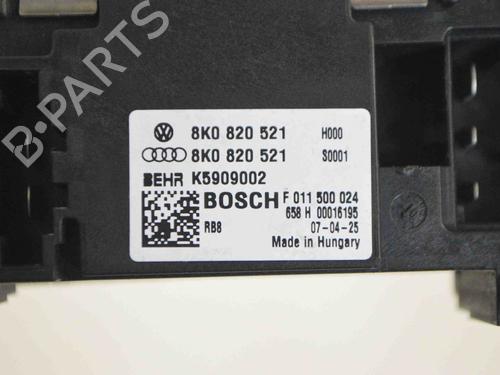 8K0 820 521 H000
8K0 820 521 S0001
BEHR K5909002
BOSCH F 011 500 024
658 H 00016195
RB8 07-04-25
Made in Hungary
B-PARTS